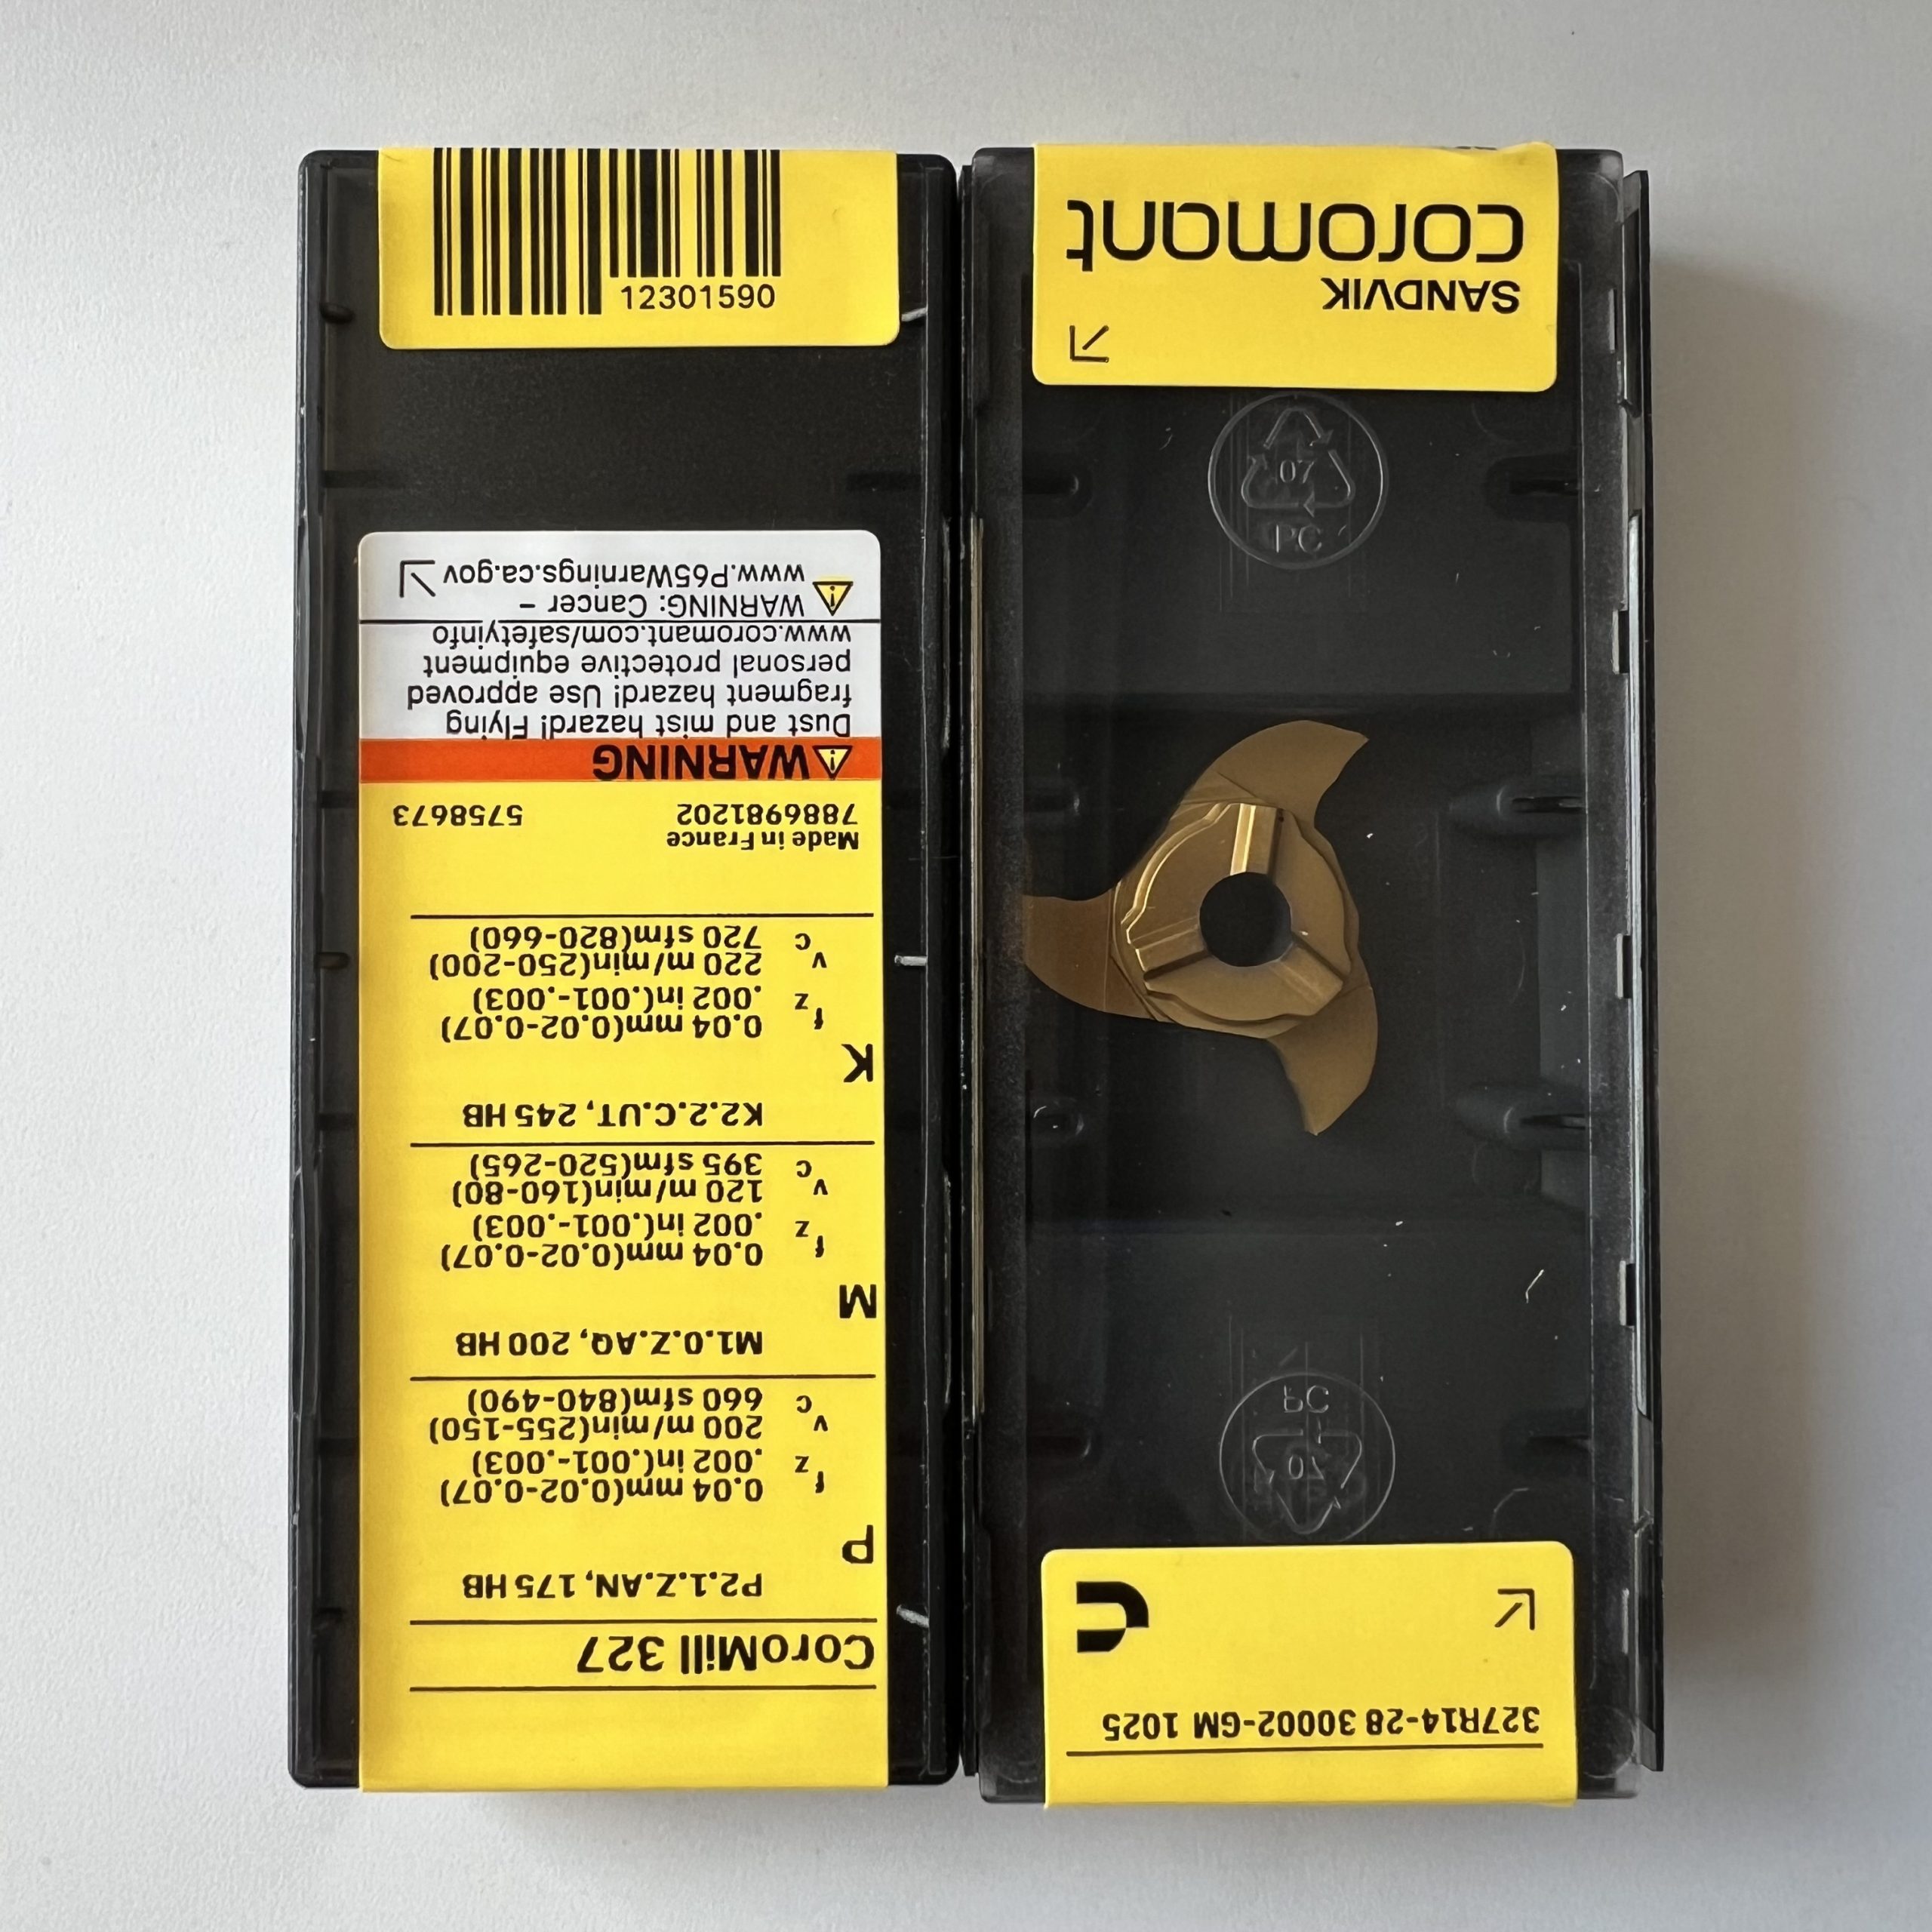 12301590
CoroMill 327
P2.1.Z.AN, 175 HB
P
fz 0.04 mm(0.02-0.07)
.002 in(.001-.003)
vc 200 m/min(255-150)
660 sfm(840-490)
M1.0.Z.AQ, 200 HB
M
fz 0.04 mm(0.02-0.07)
.002 in(.001-.003)
vc 120 m/min(160-80)
395 sfm(520-265)
K2.2.C.UT, 245 HB
K
fz 0.04 mm(0.02-0.07)
.002 in(.001-.003)
vc 220 m/min(250-200)
720 sfm(820-660)
Made in France
7886981202 5758673
WARNING
Dust and mist hazard! Flying
fragment hazard! Use approved
personal protective equipment
www.coromant.com/safetyinfo
WARNING: Cancer -
www.P65Warnings.ca.gov
327R14-28 30002-GM 1025
07
PC
07
PC
SANDVIK
coromant